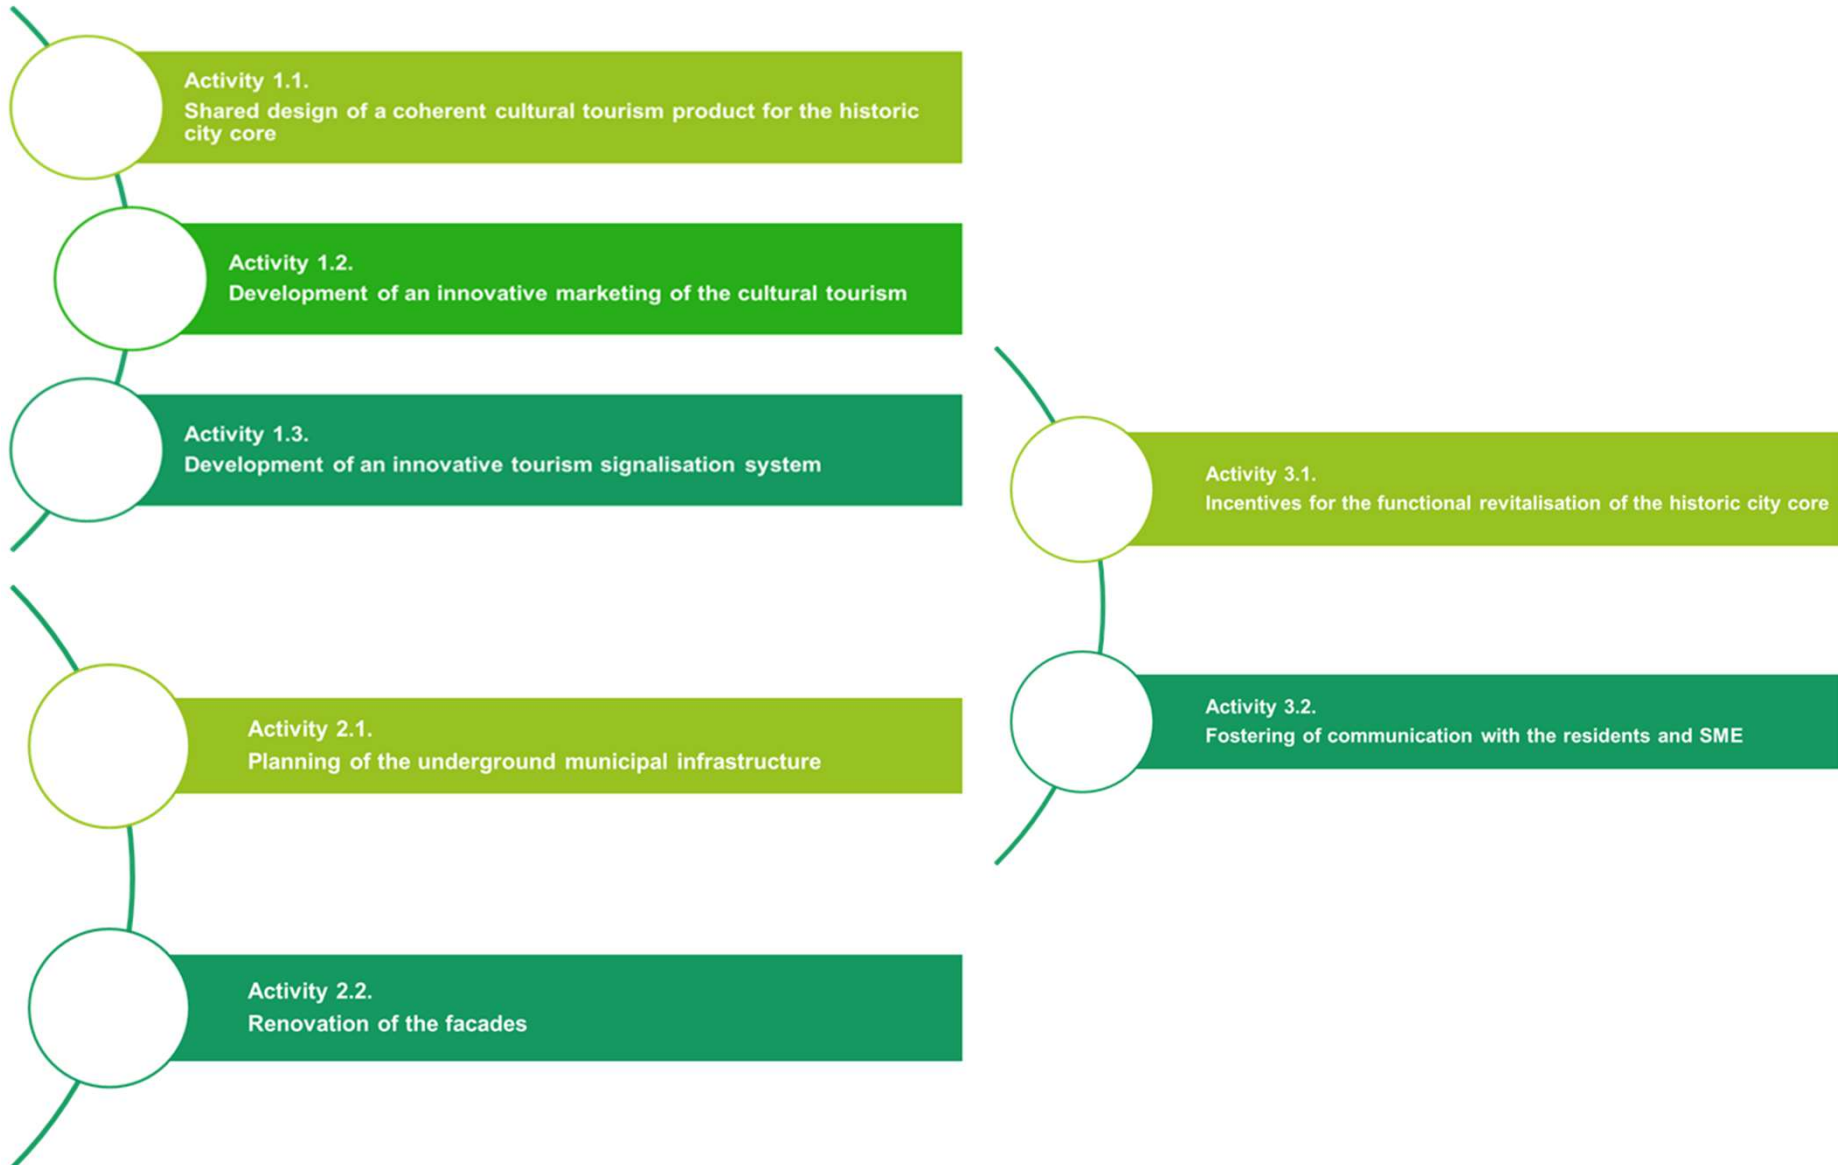 Activity 1.1.
Shared design of a coherent cultural tourism product for the historic
city core
Activity 1.2.
Development of an innovative marketing of the cultural tourism
Activity 1.3.
Development of an innovative tourism signalisation system
Activity 2.1.
Planning of the underground municipal infrastructure
Activity 2.2.
Renovation of the facades
Activity 3.1.
Incentives for the functional revitalisation of the historic city core
Activity 3.2.
Fostering of communication with the residents and SME